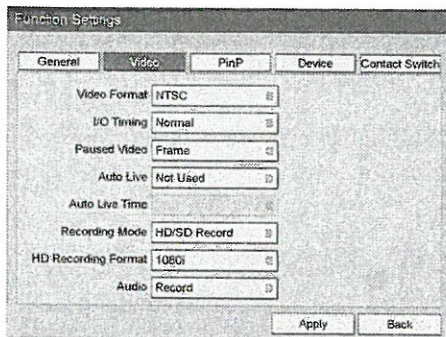 Function Settings
General Video PinP Device Contact Switch
Video Format NTSC
I/O Timing Normal
Paused Video Frame
Auto Live Not Used
Auto Live Time
Recording Mode HD/SD Record
HD Recording Format 1080i
Audio Record
Apply Back